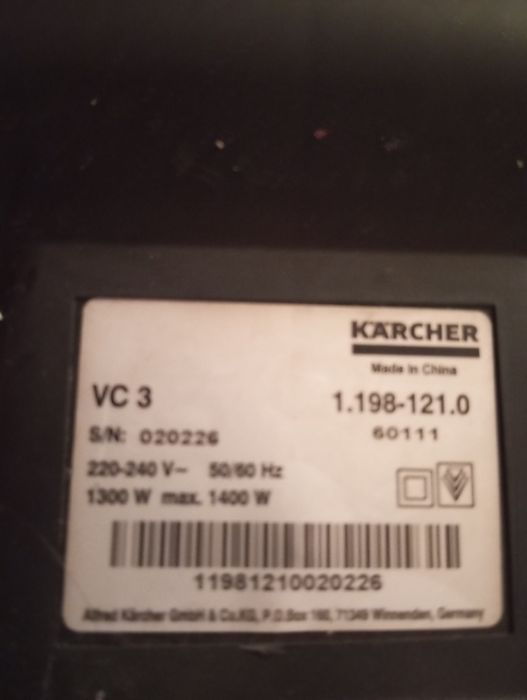 KÄRCHER
Made in China
VC 3
1.198-121.0
S/N: 020226
60111
220-240 V~ 50/60 Hz
1300 W max. 1400 W
11981210020226
Alfred Kärcher GmbH & Co.KG, P.O.Box 160, 71349 Winnenden, Germany